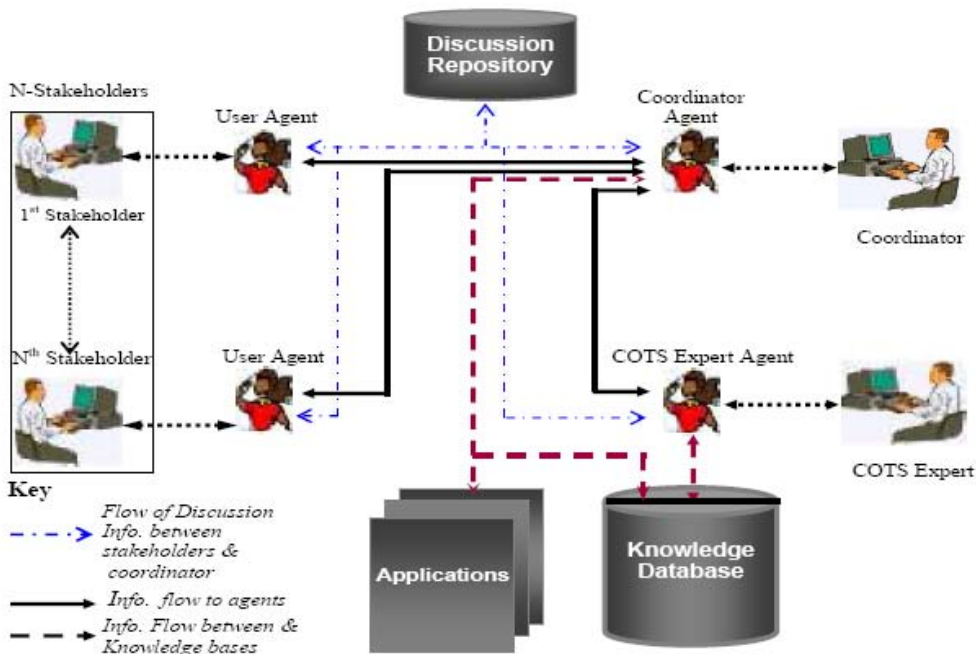 Discussion
Repository
N-Stakeholders
User Agent
Coordinator
Agent
1st Stakeholder
Coordinator
Nth Stakeholder
User Agent
COTS Expert Agent
COTS Expert
Key
Flow of Discussion
Info. between
stakeholders &
coordinator
Info. flow to agents
Info. Flow between &
Knowledge bases
Applications
Knowledge
Database